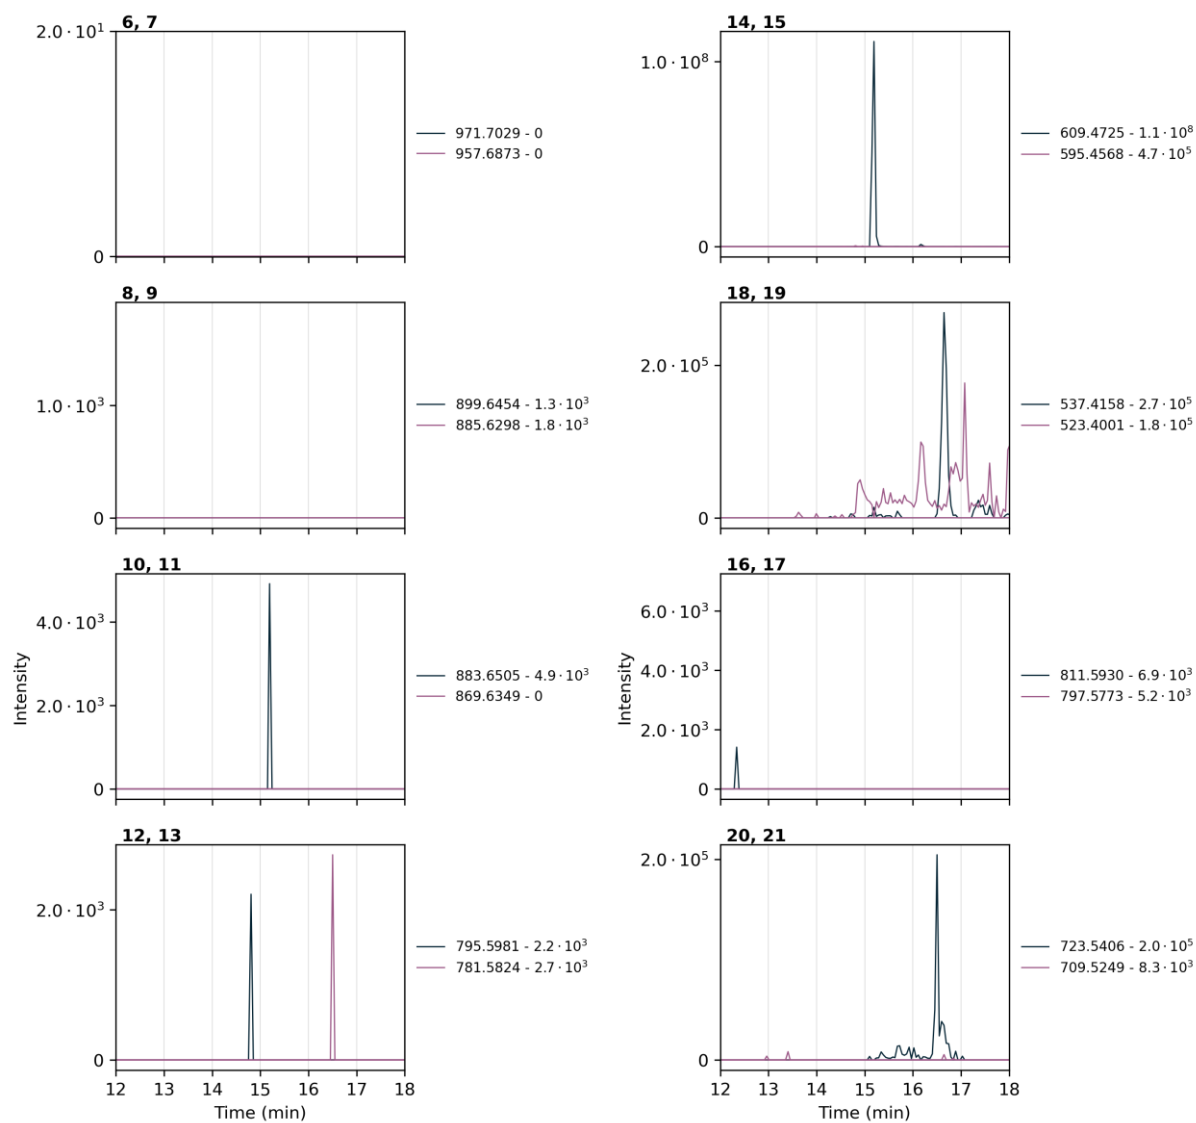 6, 7
2.0 · 10¹
0
971.7029 - 0
957.6873 - 0
14, 15
1.0 · 10⁸
0
609.4725 - 1.1 · 10⁸
595.4568 - 4.7 · 10⁵
8, 9
1.0 · 10³
0
899.6454 - 1.3 · 10³
885.6298 - 1.8 · 10³
18, 19
2.0 · 10⁵
0
537.4158 - 2.7 · 10⁵
523.4001 - 1.8 · 10⁵
10, 11
4.0 · 10³
2.0 · 10³
0
Intensity
883.6505 - 4.9 · 10³
869.6349 - 0
16, 17
6.0 · 10³
4.0 · 10³
2.0 · 10³
0
Intensity
811.5930 - 6.9 · 10³
797.5773 - 5.2 · 10³
12, 13
2.0 · 10³
0
795.5981 - 2.2 · 10³
781.5824 - 2.7 · 10³
12 13 14 15 16 17 18
Time (min)
20, 21
2.0 · 10⁵
0
723.5406 - 2.0 · 10⁵
709.5249 - 8.3 · 10³
12 13 14 15 16 17 18
Time (min)